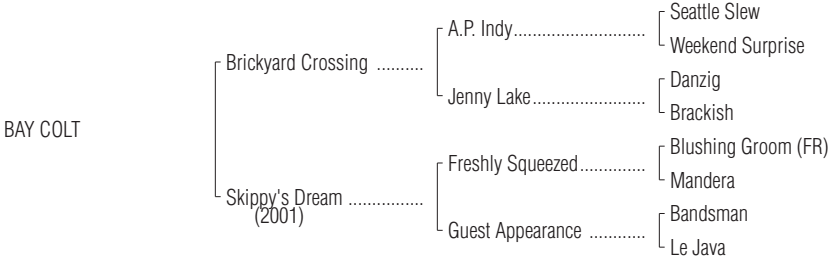 Seattle Slew
A.P. Indy..........................
Weekend Surprise
Brickyard Crossing ..........
Danzig
Jenny Lake.......................
Brackish
BAY COLT
Blushing Groom (FR)
Freshly Squeezed..............
Mandera
Skippy's Dream ................
(2001)
Bandsman
Guest Appearance ............
Le Java